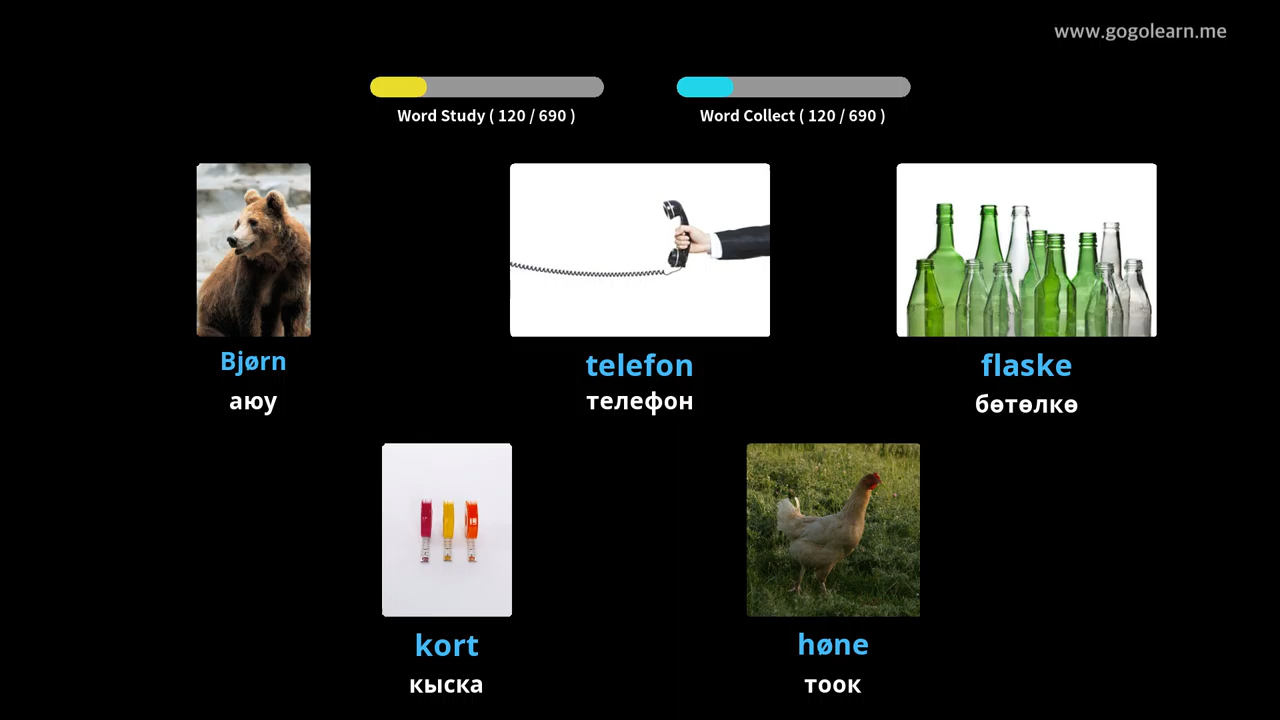 www.gogolearn.me
Word Study ( 120 / 690 )
Word Collect ( 120 / 690 )
Bjørn
аюу
telefon
телефон
flaske
бөтөлкө
kort
кыска
høne
тоок